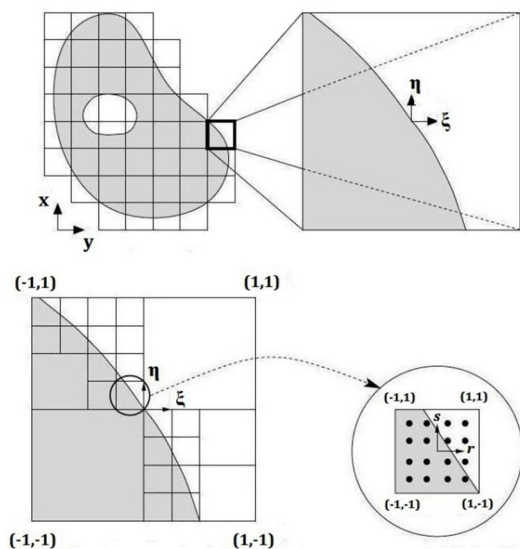 η
ξ
x
y
(-1,1) (1,1)
η
ξ
(-1,-1) (1,-1)
(-1,1) (1,1)
s
r
(-1,-1) (1,-1)